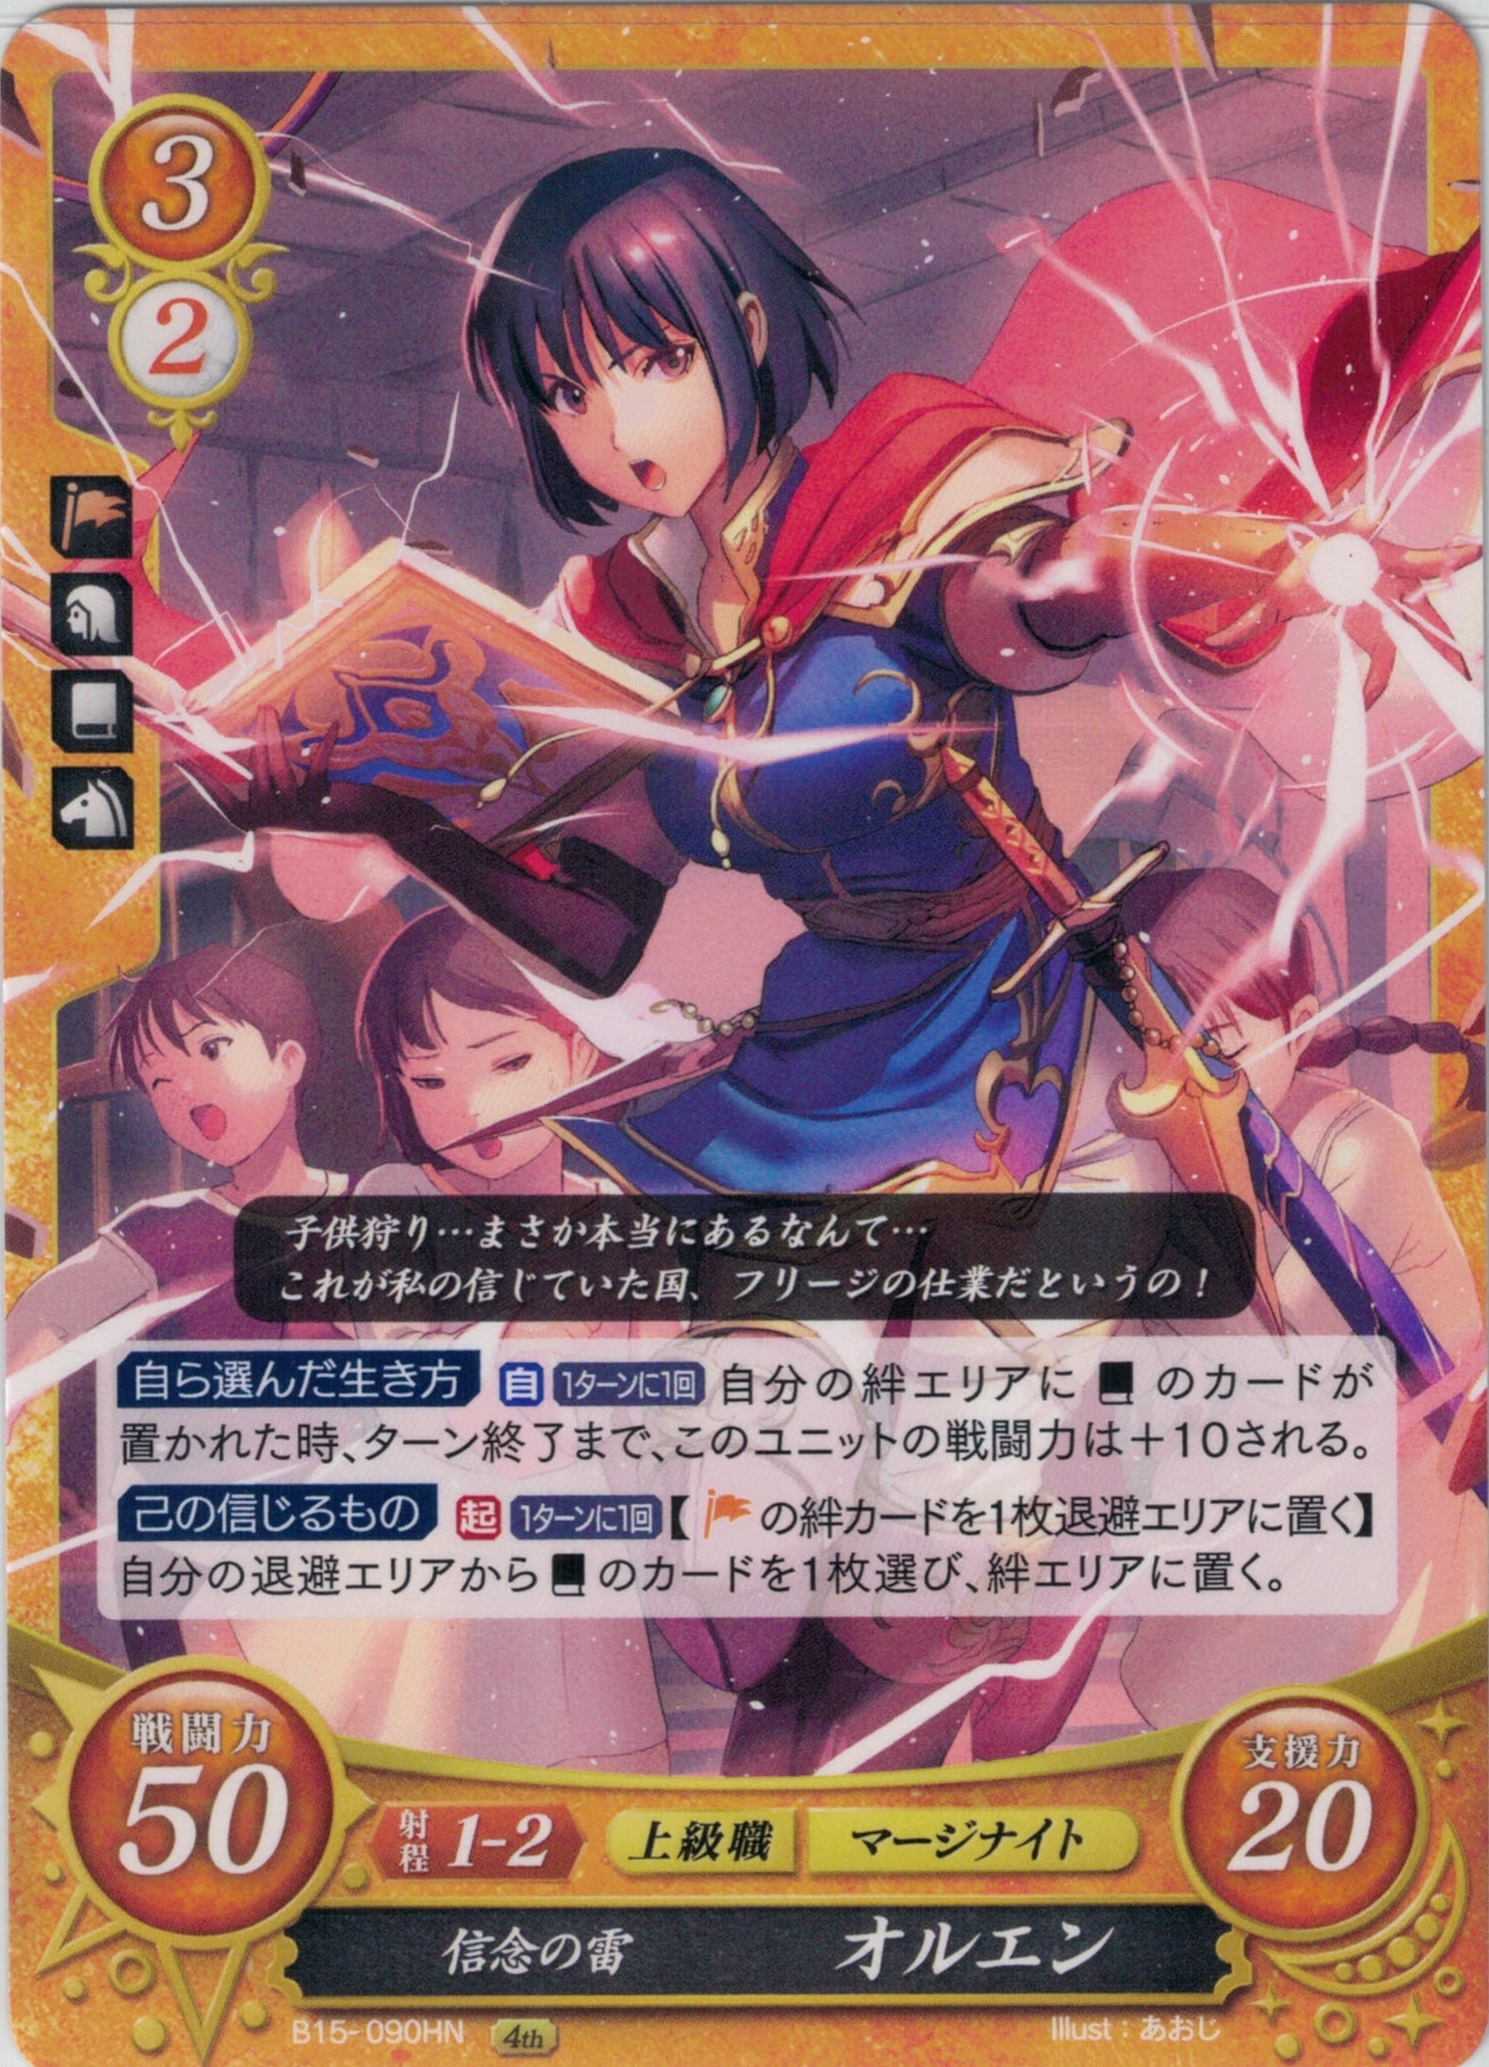 3
2
子供狩り…まさか本当にあるなんて…
これが私の信じていた国、フリージの仕業だというの！
自ら選んだ生き方 自 1ターンに1回 自分の絆エリアに のカードが
置かれた時、ターン終了まで、このユニットの戦闘力は＋10される。
己の信じるもの 起 1ターンに1回【 の絆カードを1枚退避エリアに置く】
自分の退避エリアから のカードを1枚選び、絆エリアに置く。
戦闘力
50
射程 1-2
上級職 マージナイト
支援力
20
信念の雷 オルエン
B15-090HN 4th
Illust：あおじ